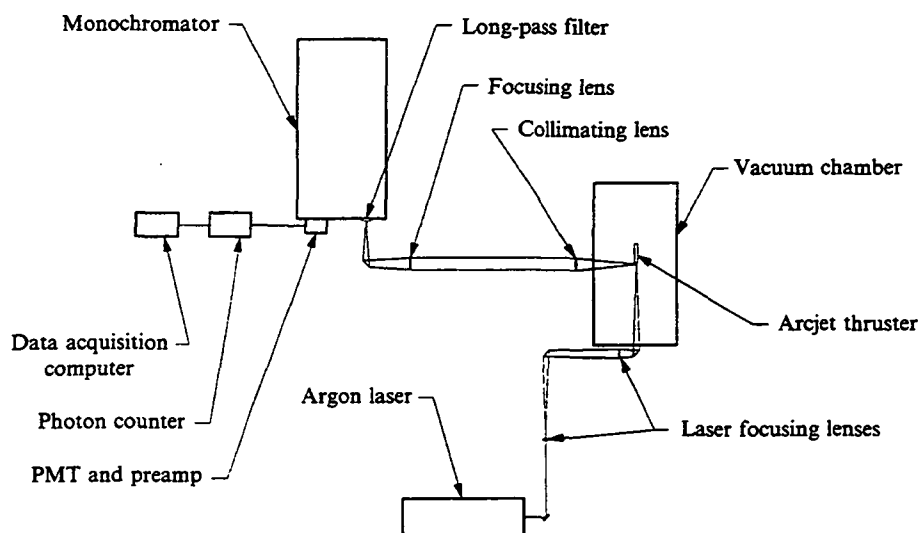 Monochromator
Long-pass filter
Focusing lens
Collimating lens
Vacuum chamber
Arcjet thruster
Data acquisition
computer
Argon laser
Photon counter
Laser focusing lenses
PMT and preamp